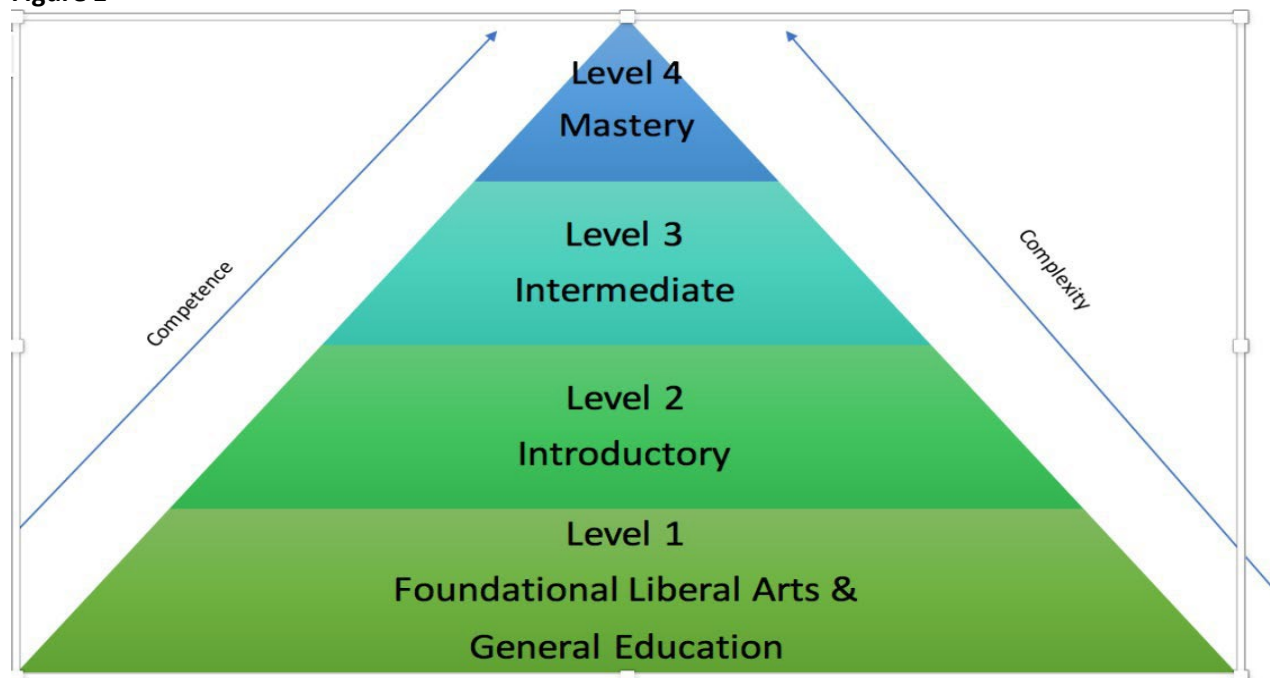 Level 4
Mastery
Competence
Complexity
Level 3
Intermediate
Level 2
Introductory
Level 1
Foundational Liberal Arts &
General Education